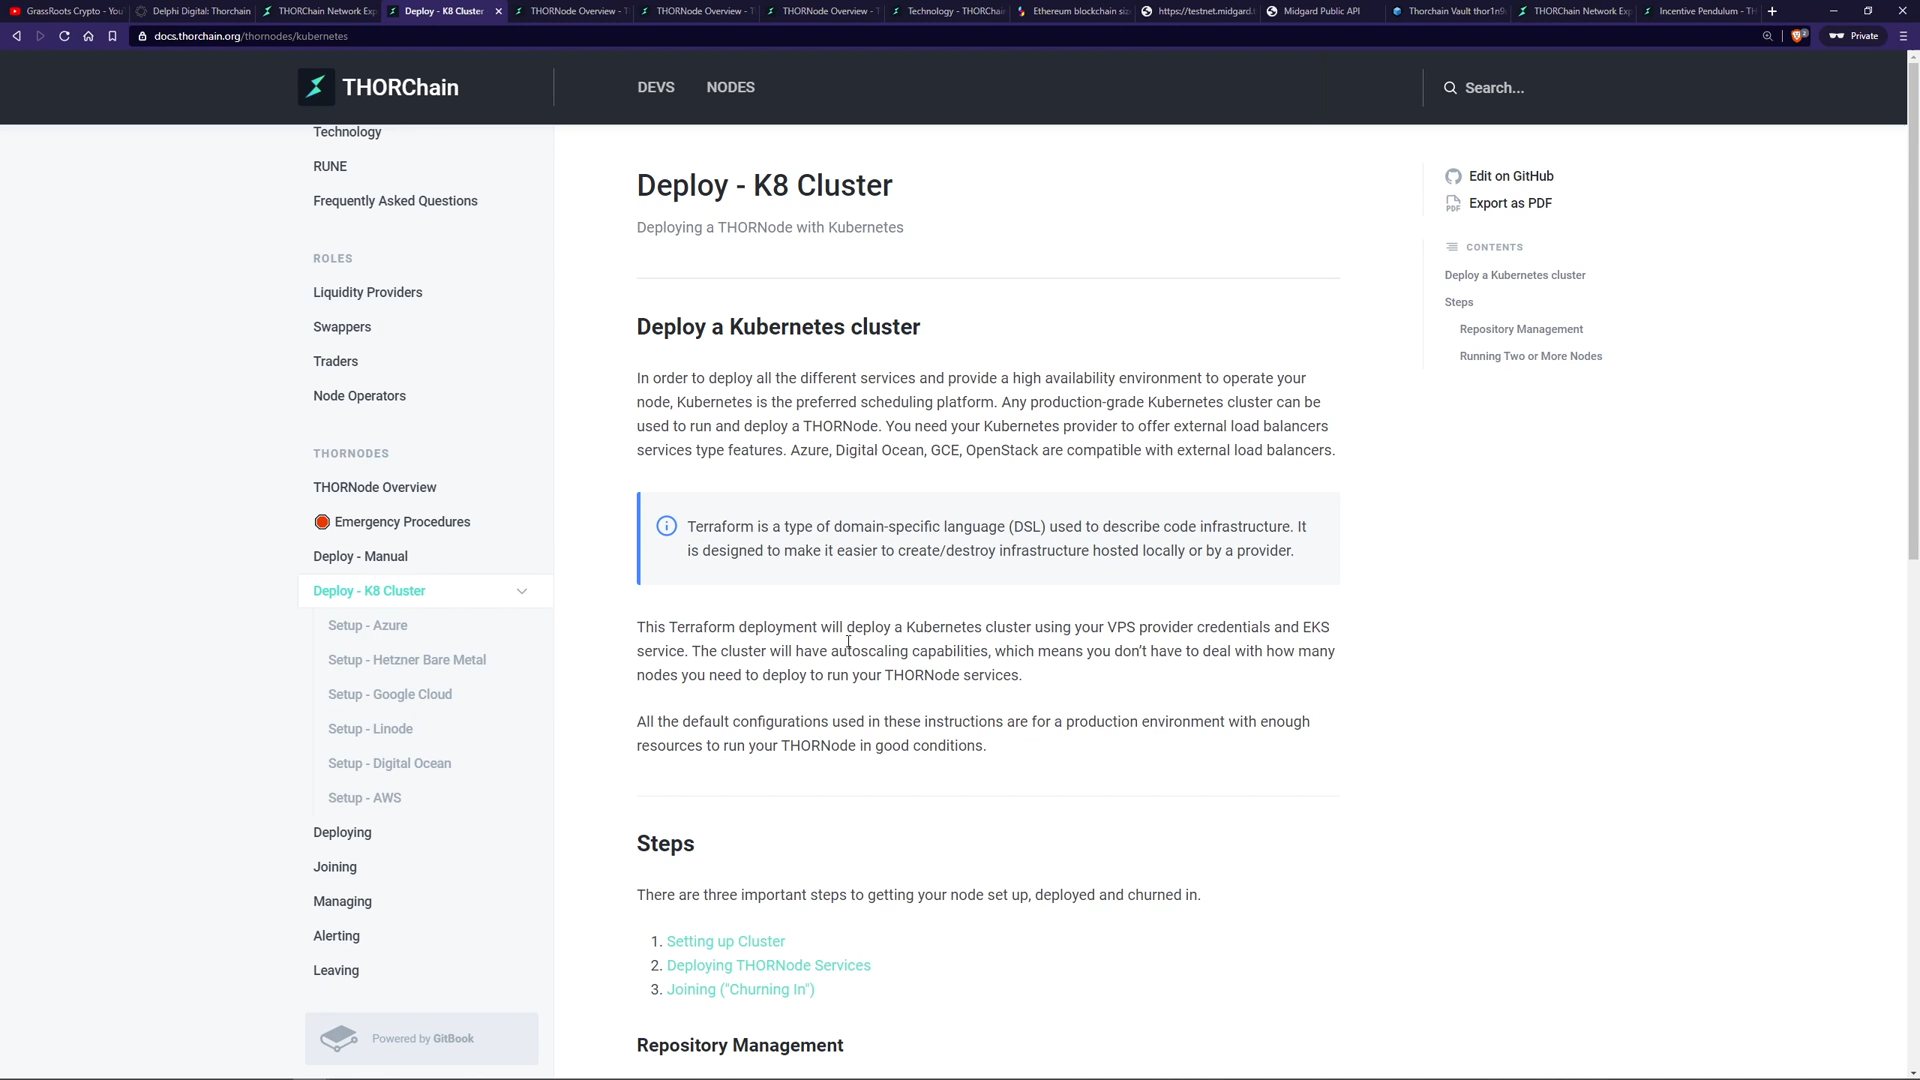 GrassRoots Crypto - You
Delphi Digital: Thorchain
THORChain Network Exp
Deploy - K8 Cluster
THORNode Overview - T
THORNode Overview - T
THORNode Overview - T
Technology - THORChain
Ethereum blockchain siz
https://testnet.midgard.
Midgard Public API
Thorchain Vault thor1n9
THORChain Network Exp
Incentive Pendulum - TH
docs.thorchain.org/thornodes/kubernetes
Private
THORChain
DEVS
NODES
Search...
Technology
RUNE
Frequently Asked Questions
ROLES
Liquidity Providers
Swappers
Traders
Node Operators
THORNODES
THORNode Overview
Emergency Procedures
Deploy - Manual
Deploy - K8 Cluster
Setup - Azure
Setup - Hetzner Bare Metal
Setup - Google Cloud
Setup - Linode
Setup - Digital Ocean
Setup - AWS
Deploying
Joining
Managing
Alerting
Leaving
Powered by GitBook
Deploy - K8 Cluster
Deploying a THORNode with Kubernetes
Deploy a Kubernetes cluster
In order to deploy all the different services and provide a high availability environment to operate your
node, Kubernetes is the preferred scheduling platform. Any production-grade Kubernetes cluster can be
used to run and deploy a THORNode. You need your Kubernetes provider to offer external load balancers
services type features. Azure, Digital Ocean, GCE, OpenStack are compatible with external load balancers.
Terraform is a type of domain-specific language (DSL) used to describe code infrastructure. It
is designed to make it easier to create/destroy infrastructure hosted locally or by a provider.
This Terraform deployment will deploy a Kubernetes cluster using your VPS provider credentials and EKS
service. The cluster will have autoscaling capabilities, which means you don't have to deal with how many
nodes you need to deploy to run your THORNode services.
All the default configurations used in these instructions are for a production environment with enough
resources to run your THORNode in good conditions.
Steps
There are three important steps to getting your node set up, deployed and churned in.
1. Setting up Cluster
2. Deploying THORNode Services
3. Joining ("Churning In")
Repository Management
Edit on GitHub
PDF
Export as PDF
CONTENTS
Deploy a Kubernetes cluster
Steps
Repository Management
Running Two or More Nodes